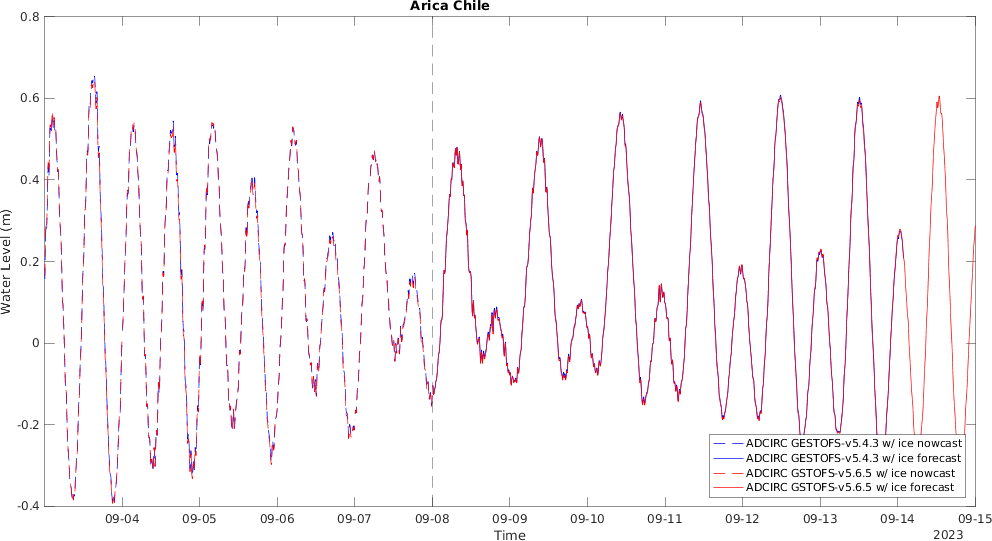 Arica Chile
0.8
0.6
0.4
0.2
0
-0.2
-0.4
Water Level (m)
ADCIRC GESTOFS-v5.4.3 w/ ice nowcast
ADCIRC GESTOFS-v5.4.3 w/ ice forecast
ADCIRC GSTOFS-v5.6.5 w/ ice nowcast
ADCIRC GSTOFS-v5.6.5 w/ ice forecast
09-04 09-05 09-06 09-07 09-08 09-09 09-10 09-11 09-12 09-13 09-14 09-15
Time
2023